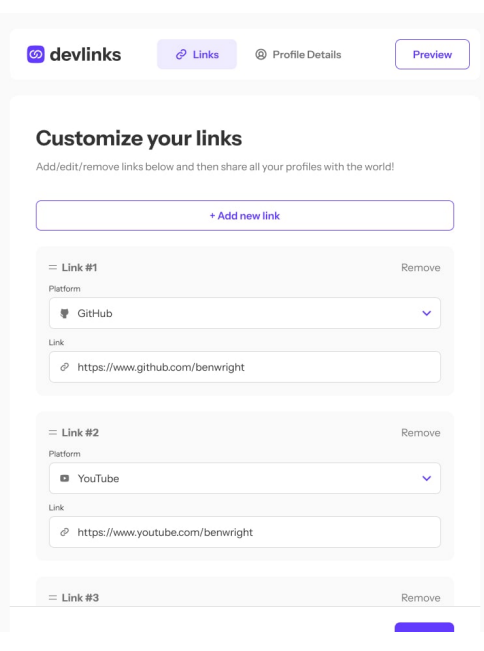 devlinks
Links
Profile Details
Preview
Customize your links
Add/edit/remove links below and then share all your profiles with the world!
+ Add new link
Link #1
Remove
Platform
GitHub
Link
https://www.github.com/benwright
Link #2
Remove
Platform
YouTube
Link
https://www.youtube.com/benwright
Link #3
Remove